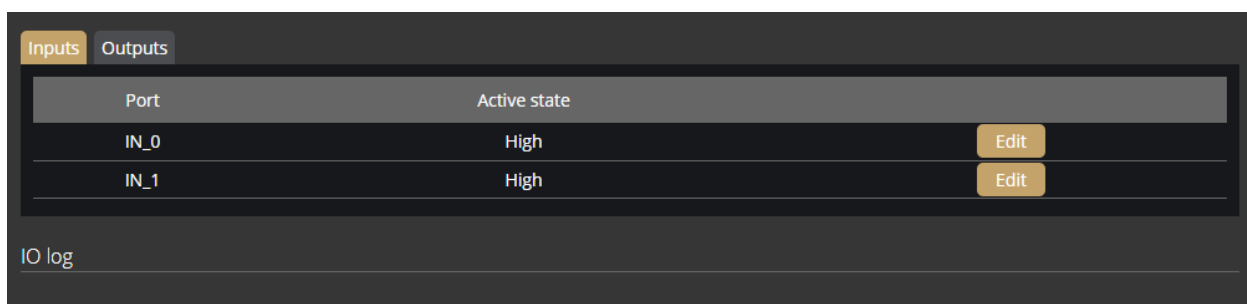 Inputs Outputs
Port Active state
IN_0 High Edit
IN_1 High Edit
IO log